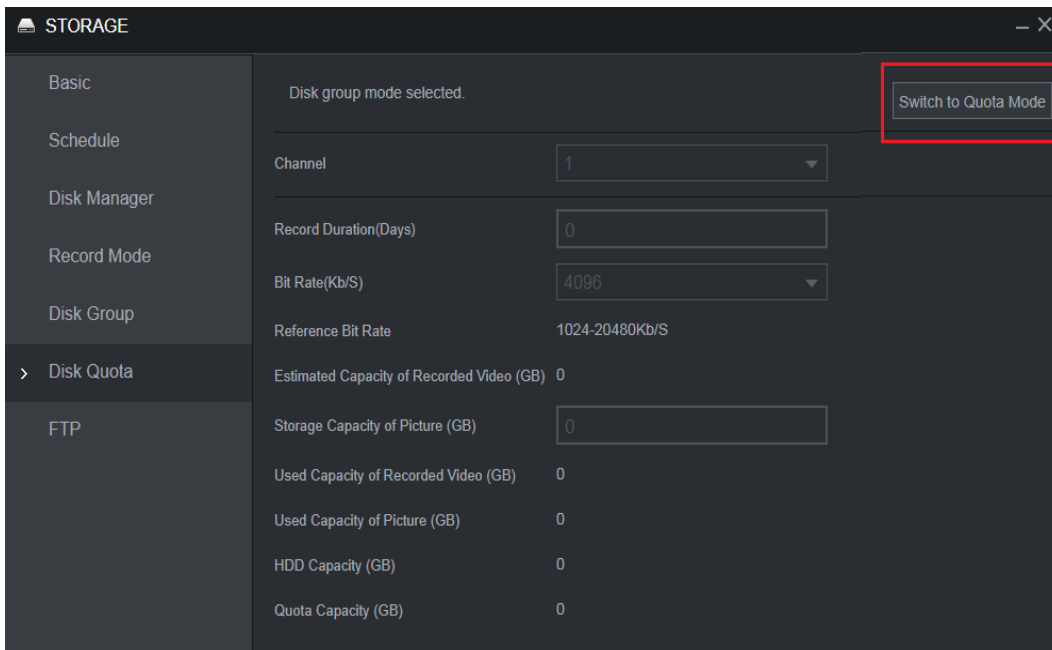 STORAGE
Basic
Schedule
Disk Manager
Record Mode
Disk Group
Disk Quota
FTP
Disk group mode selected.
Switch to Quota Mode
Channel 1
Record Duration(Days) 0
Bit Rate(Kb/S) 4096
Reference Bit Rate 1024-20480Kb/S
Estimated Capacity of Recorded Video (GB) 0
Storage Capacity of Picture (GB) 0
Used Capacity of Recorded Video (GB) 0
Used Capacity of Picture (GB) 0
HDD Capacity (GB) 0
Quota Capacity (GB) 0